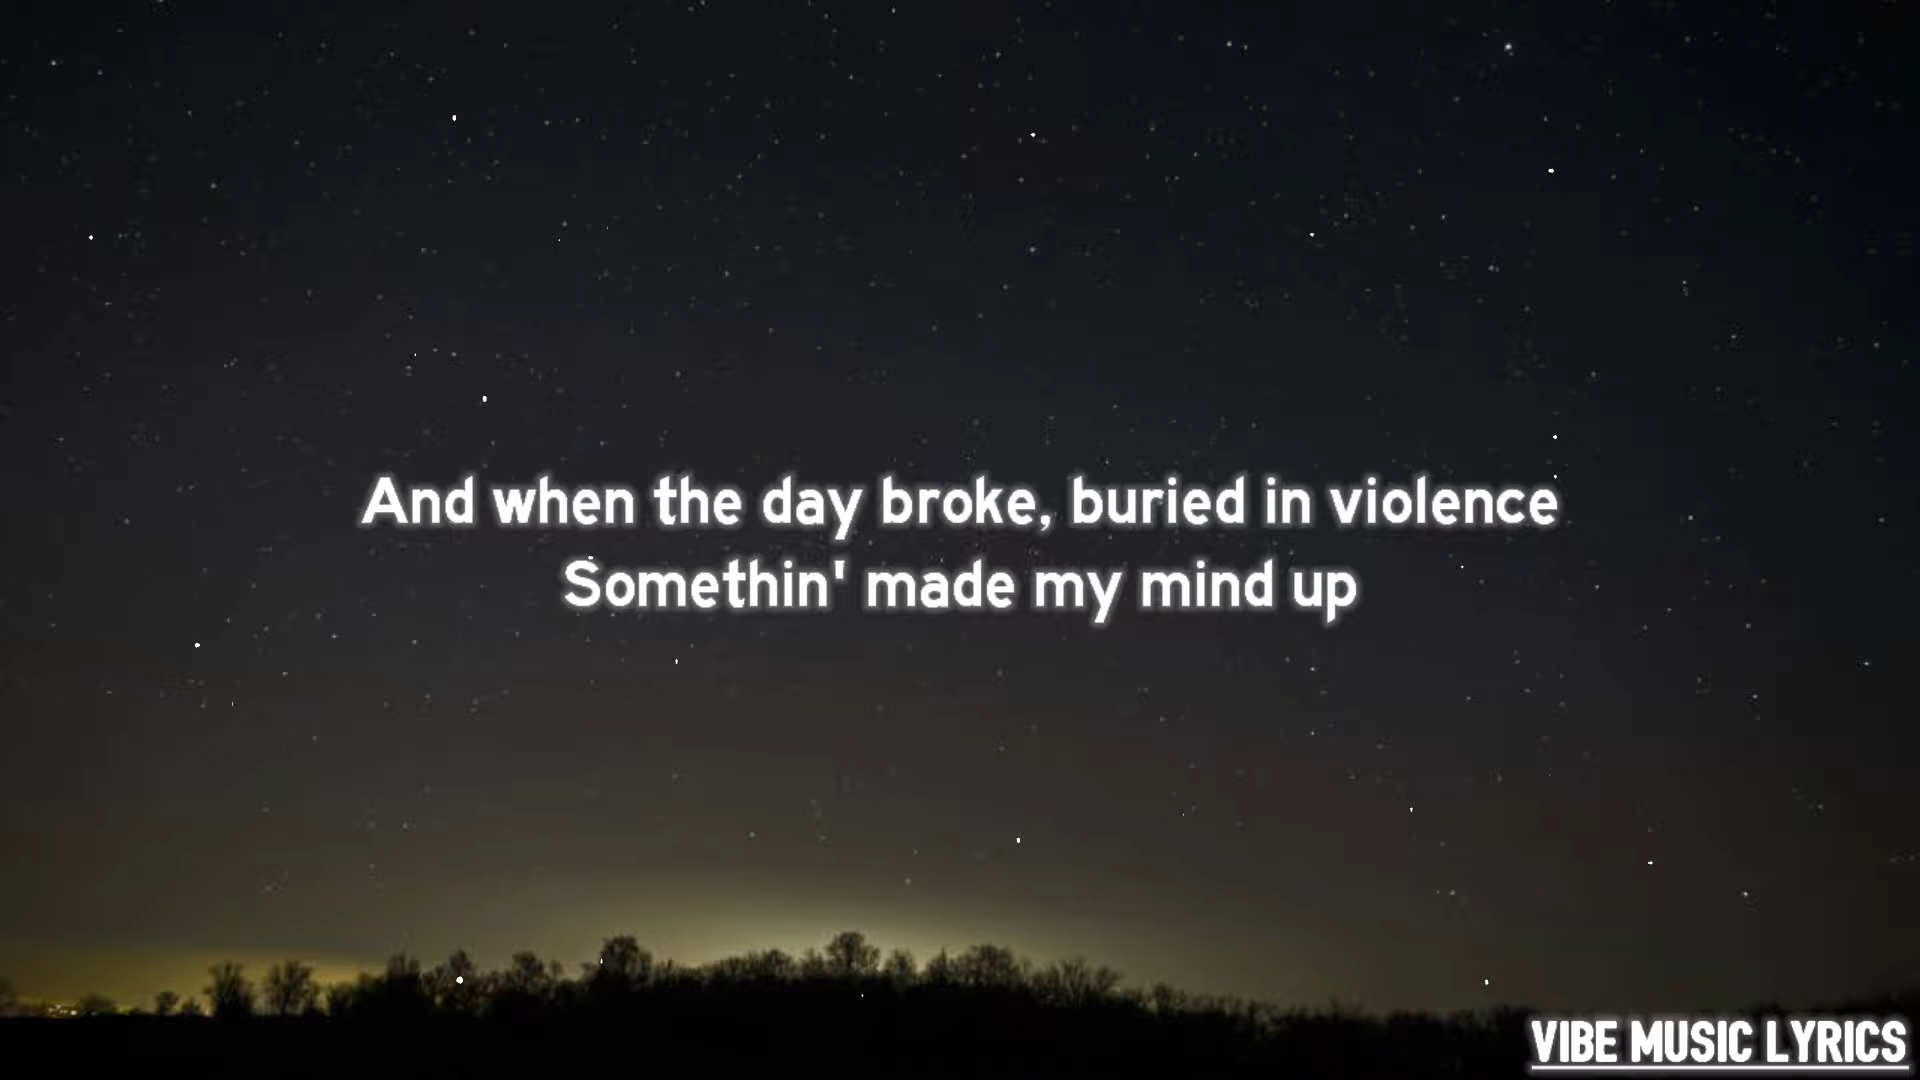 And when the day broke, buried in violence
Somethin' made my mind up
VIBE MUSIC LYRICS